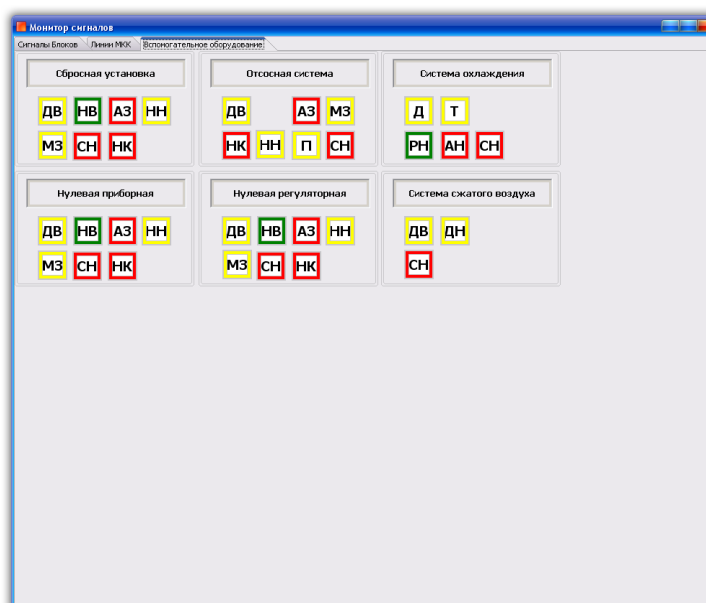 Монитор сигналов
Сигналы Блоков Линии МКК Вспомогательное оборудование
Сбросная установка
ДВ НВ АЗ НН
МЗ СН НК
Отсосная система
ДВ АЗ МЗ
НК НН П СН
Система охлаждения
Д Т
РН АН СН
Нулевая приборная
ДВ НВ АЗ НН
МЗ СН НК
Нулевая регуляторная
ДВ НВ АЗ НН
МЗ СН НК
Система сжатого воздуха
ДВ ДН
СН